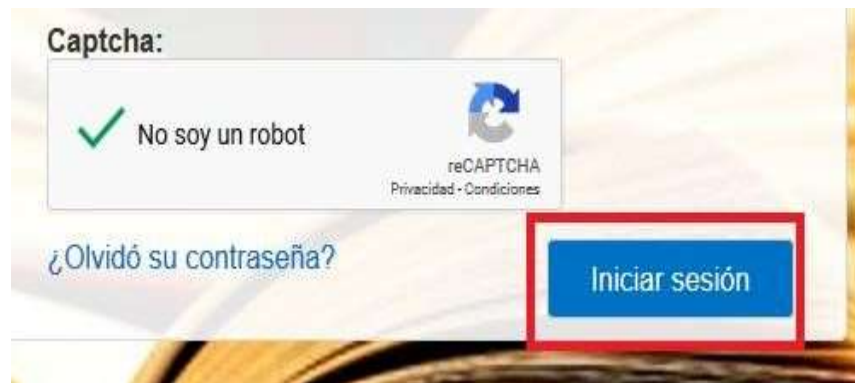 Captcha:
No soy un robot
reCAPTCHA
Privacidad - Condiciones
¿Olvidó su contraseña?
Iniciar sesión